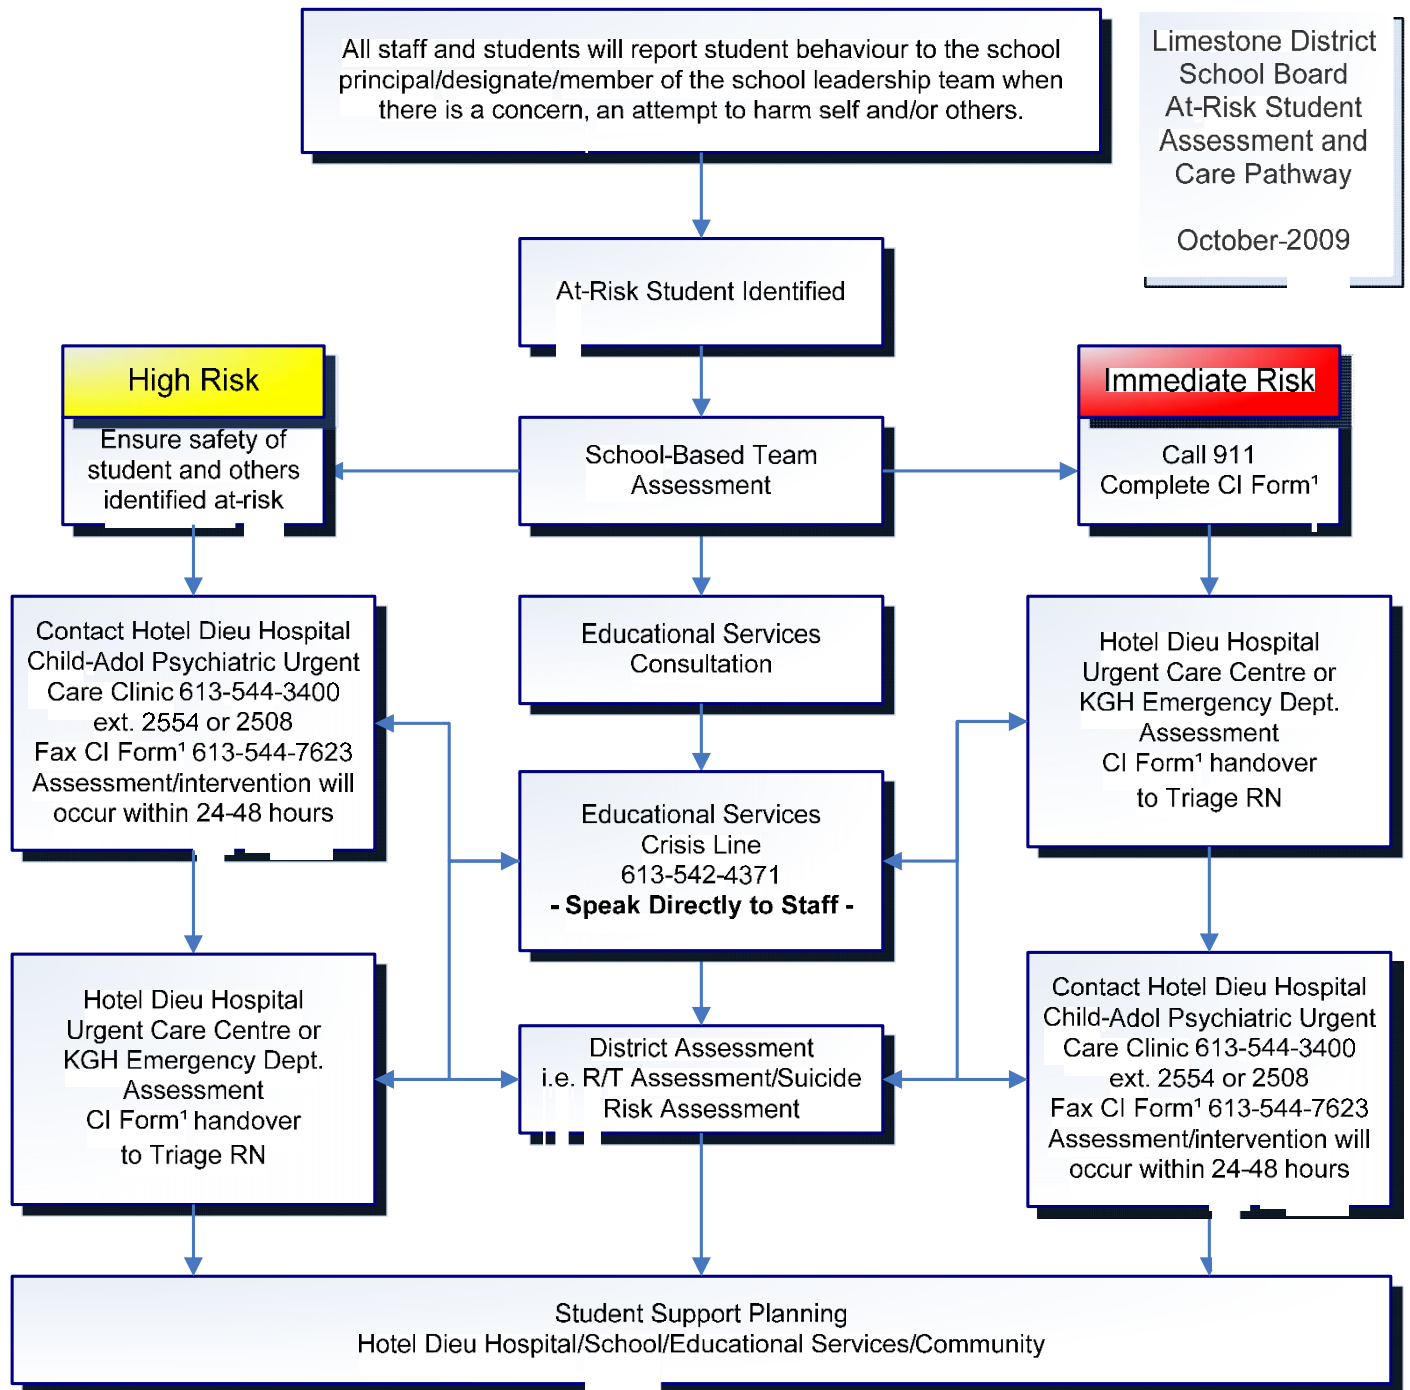 All staff and students will report student behaviour to the school
principal/designate/member of the school leadership team when
there is a concern, an attempt to harm self and/or others.
Limestone District
School Board
At-Risk Student
Assessment and
Care Pathway
October-2009
At-Risk Student Identified
High Risk
Ensure safety of
student and others
identified at-risk
School-Based Team
Assessment
Immediate Risk
Call 911
Complete CI Form¹
Contact Hotel Dieu Hospital
Child-Adol Psychiatric Urgent
Care Clinic 613-544-3400
ext. 2554 or 2508
Fax CI Form¹ 613-544-7623
Assessment/intervention will
occur within 24-48 hours
Educational Services
Consultation
Hotel Dieu Hospital
Urgent Care Centre or
KGH Emergency Dept.
Assessment
CI Form¹ handover
to Triage RN
Educational Services
Crisis Line
613-542-4371
- Speak Directly to Staff -
Hotel Dieu Hospital
Urgent Care Centre or
KGH Emergency Dept.
Assessment
CI Form¹ handover
to Triage RN
District Assessment
i.e. R/T Assessment/Suicide
Risk Assessment
Contact Hotel Dieu Hospital
Child-Adol Psychiatric Urgent
Care Clinic 613-544-3400
ext. 2554 or 2508
Fax CI Form¹ 613-544-7623
Assessment/intervention will
occur within 24-48 hours
Student Support Planning
Hotel Dieu Hospital/School/Educational Services/Community